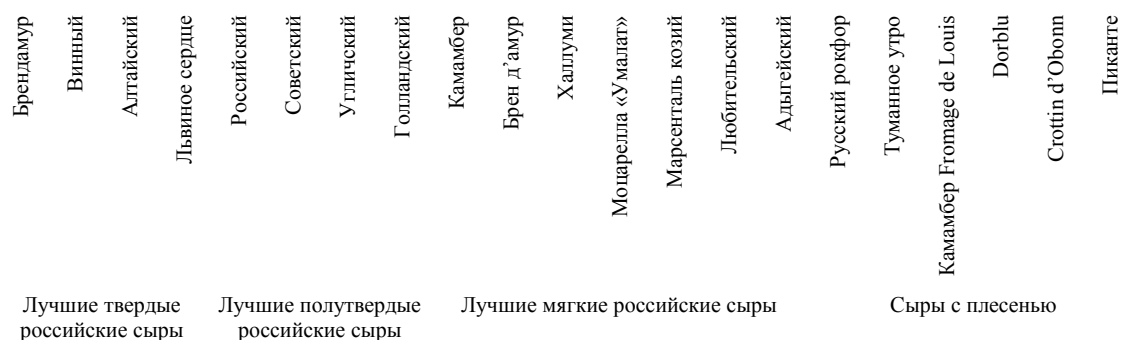 Брендамур
Винный
Алтайский
Львиное сердце
Российский
Советский
Угличский
Голландский
Камамбер
Брен д’амур
Халлуми
Моцарелла «Умалат»
Марсенталь козий
Любительский
Адыгейский
Русский рокфор
Туманное утро
Камамбер Fromage de Louis
Dorblu
Crottin d’Obonn
Пиканте
Лучшие твердые
российские сыры
Лучшие полутвердые
российские сыры
Лучшие мягкие российские сыры
Сыры с плесенью